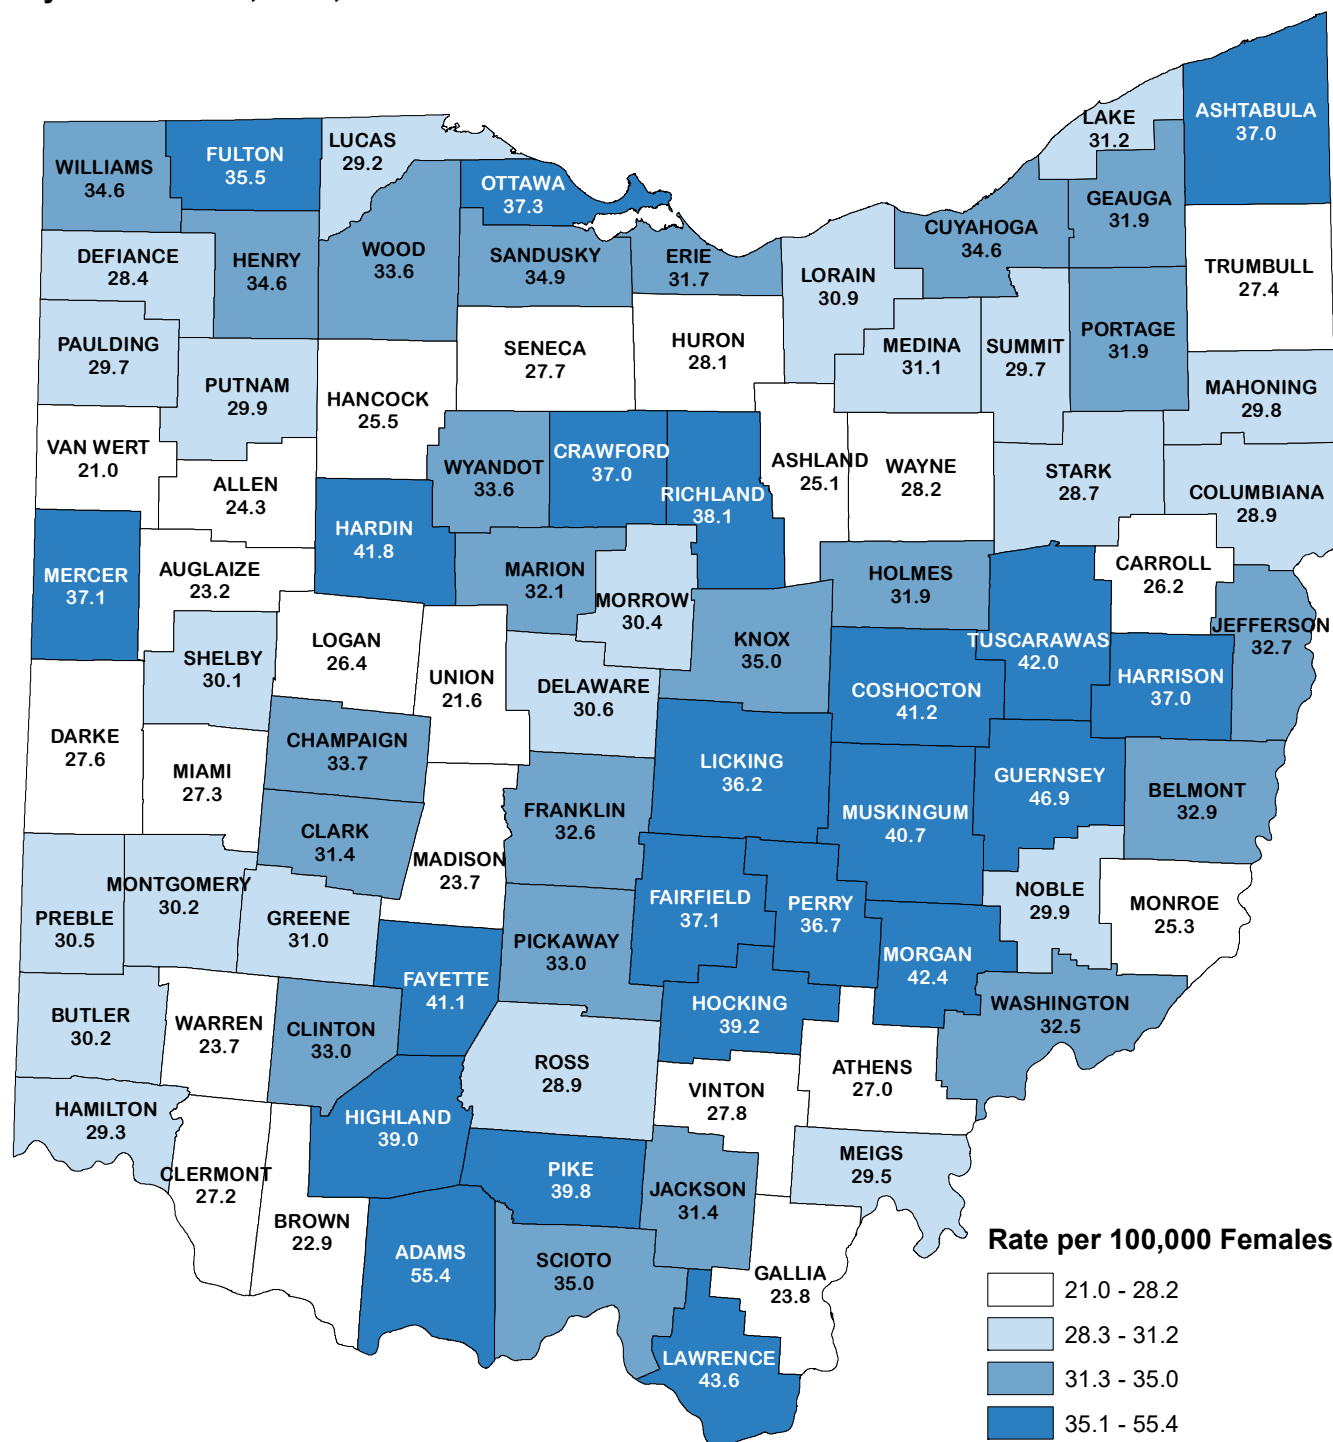 LAKE
31.2
ASHTABULA
37.0
LUCAS
29.2
WILLIAMS
34.6
FULTON
35.5
OTTAWA
37.3
GEAUGA
31.9
CUYAHOGA
34.6
DEFIANCE
28.4
HENRY
34.6
WOOD
33.6
SANDUSKY
34.9
ERIE
31.7
LORAIN
30.9
TRUMBULL
27.4
PAULDING
29.7
PUTNAM
29.9
SENECA
27.7
HURON
28.1
MEDINA
31.1
SUMMIT
29.7
PORTAGE
31.9
HANCOCK
25.5
MAHONING
29.8
VAN WERT
21.0
ALLEN
24.3
WYANDOT
33.6
CRAWFORD
37.0
RICHLAND
38.1
ASHLAND
25.1
WAYNE
28.2
STARK
28.7
COLUMBIANA
28.9
HARDIN
41.8
MERCER
37.1
AUGLAIZE
23.2
MARION
32.1
MORROW
30.4
HOLMES
31.9
CARROLL
26.2
SHELBY
30.1
LOGAN
26.4
UNION
21.6
DELAWARE
30.6
KNOX
35.0
COSHOCTON
41.2
TUSCARAWAS
42.0
HARRISON
37.0
JEFFERSON
32.7
DARKE
27.6
MIAMI
27.3
CHAMPAIGN
33.7
LICKING
36.2
GUERNSEY
46.9
BELMONT
32.9
CLARK
31.4
FRANKLIN
32.6
MUSKINGUM
40.7
MADISON
23.7
MONTGOMERY
30.2
PREBLE
30.5
GREENE
31.0
FAIRFIELD
37.1
PERRY
36.7
NOBLE
29.9
MONROE
25.3
PICKAWAY
33.0
FAYETTE
41.1
MORGAN
42.4
HOCKING
39.2
WASHINGTON
32.5
BUTLER
30.2
WARREN
23.7
CLINTON
33.0
ROSS
28.9
ATHENS
27.0
VINTON
27.8
HAMILTON
29.3
HIGHLAND
39.0
CLERMONT
27.2
BROWN
22.9
PIKE
39.8
JACKSON
31.4
MEIGS
29.5
ADAMS
55.4
SCIOTO
35.0
GALLIA
23.8
LAWRENCE
43.6
Rate per 100,000 Females
21.0 - 28.2
28.3 - 31.2
31.3 - 35.0
35.1 - 55.4